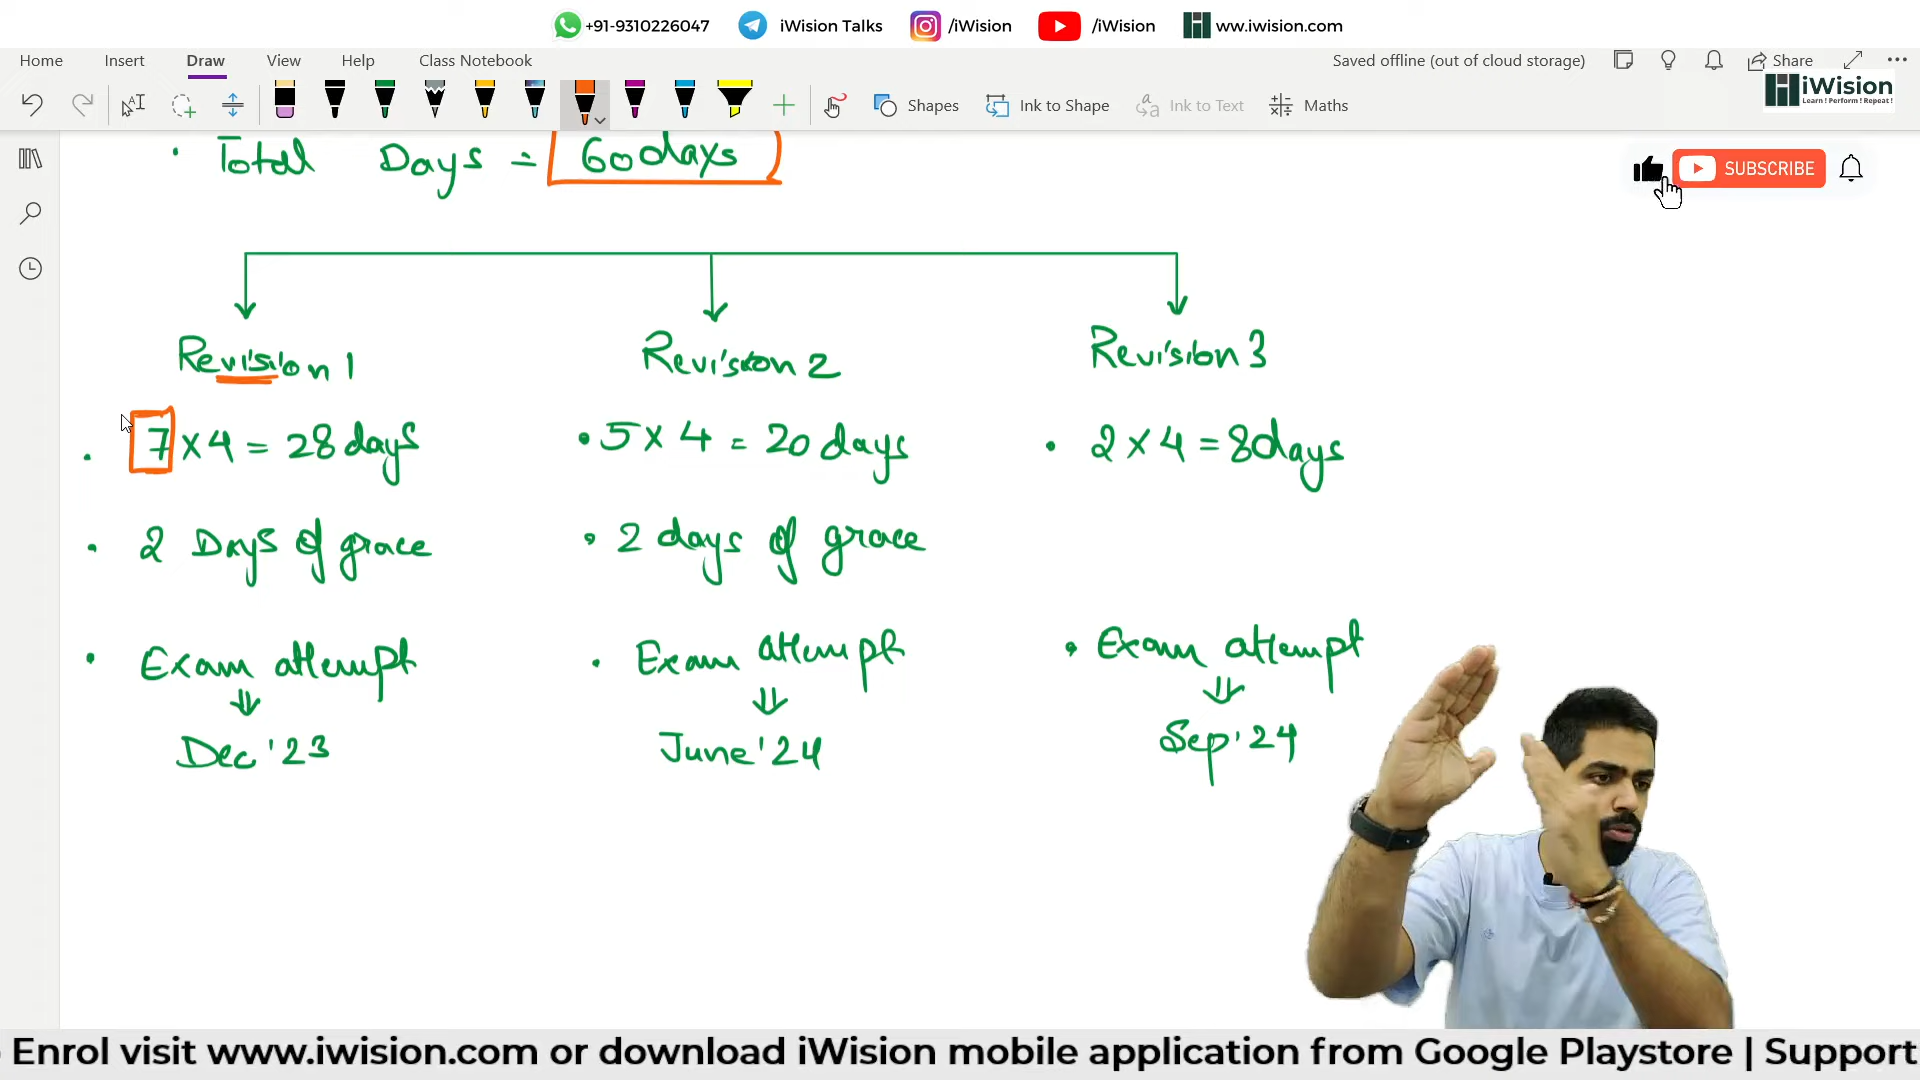 +91-9310226047 iWision Talks /iWision /iWision ww.iwision.com
Home Insert Draw View Help Class Notebook Saved offline (out of cloud storage) Share
Shapes Ink to Shape Ink to Text Maths
iWision
Learn ! Perform ! Repeat !
SUBSCRIBE
• Total Days = 60 days
Revision 1 Revision 2 Revision 3
• 7 × 4 = 28 days • 5 × 4 = 20 days • 2 × 4 = 8 days
• 2 Days of grace • 2 days of grace
• Exam attempt • Exam attempt • Exam attempt
Dec '23 June '24 Sep '24
Enrol visit www.iwision.com or download iWision mobile application from Google Playstore | Support